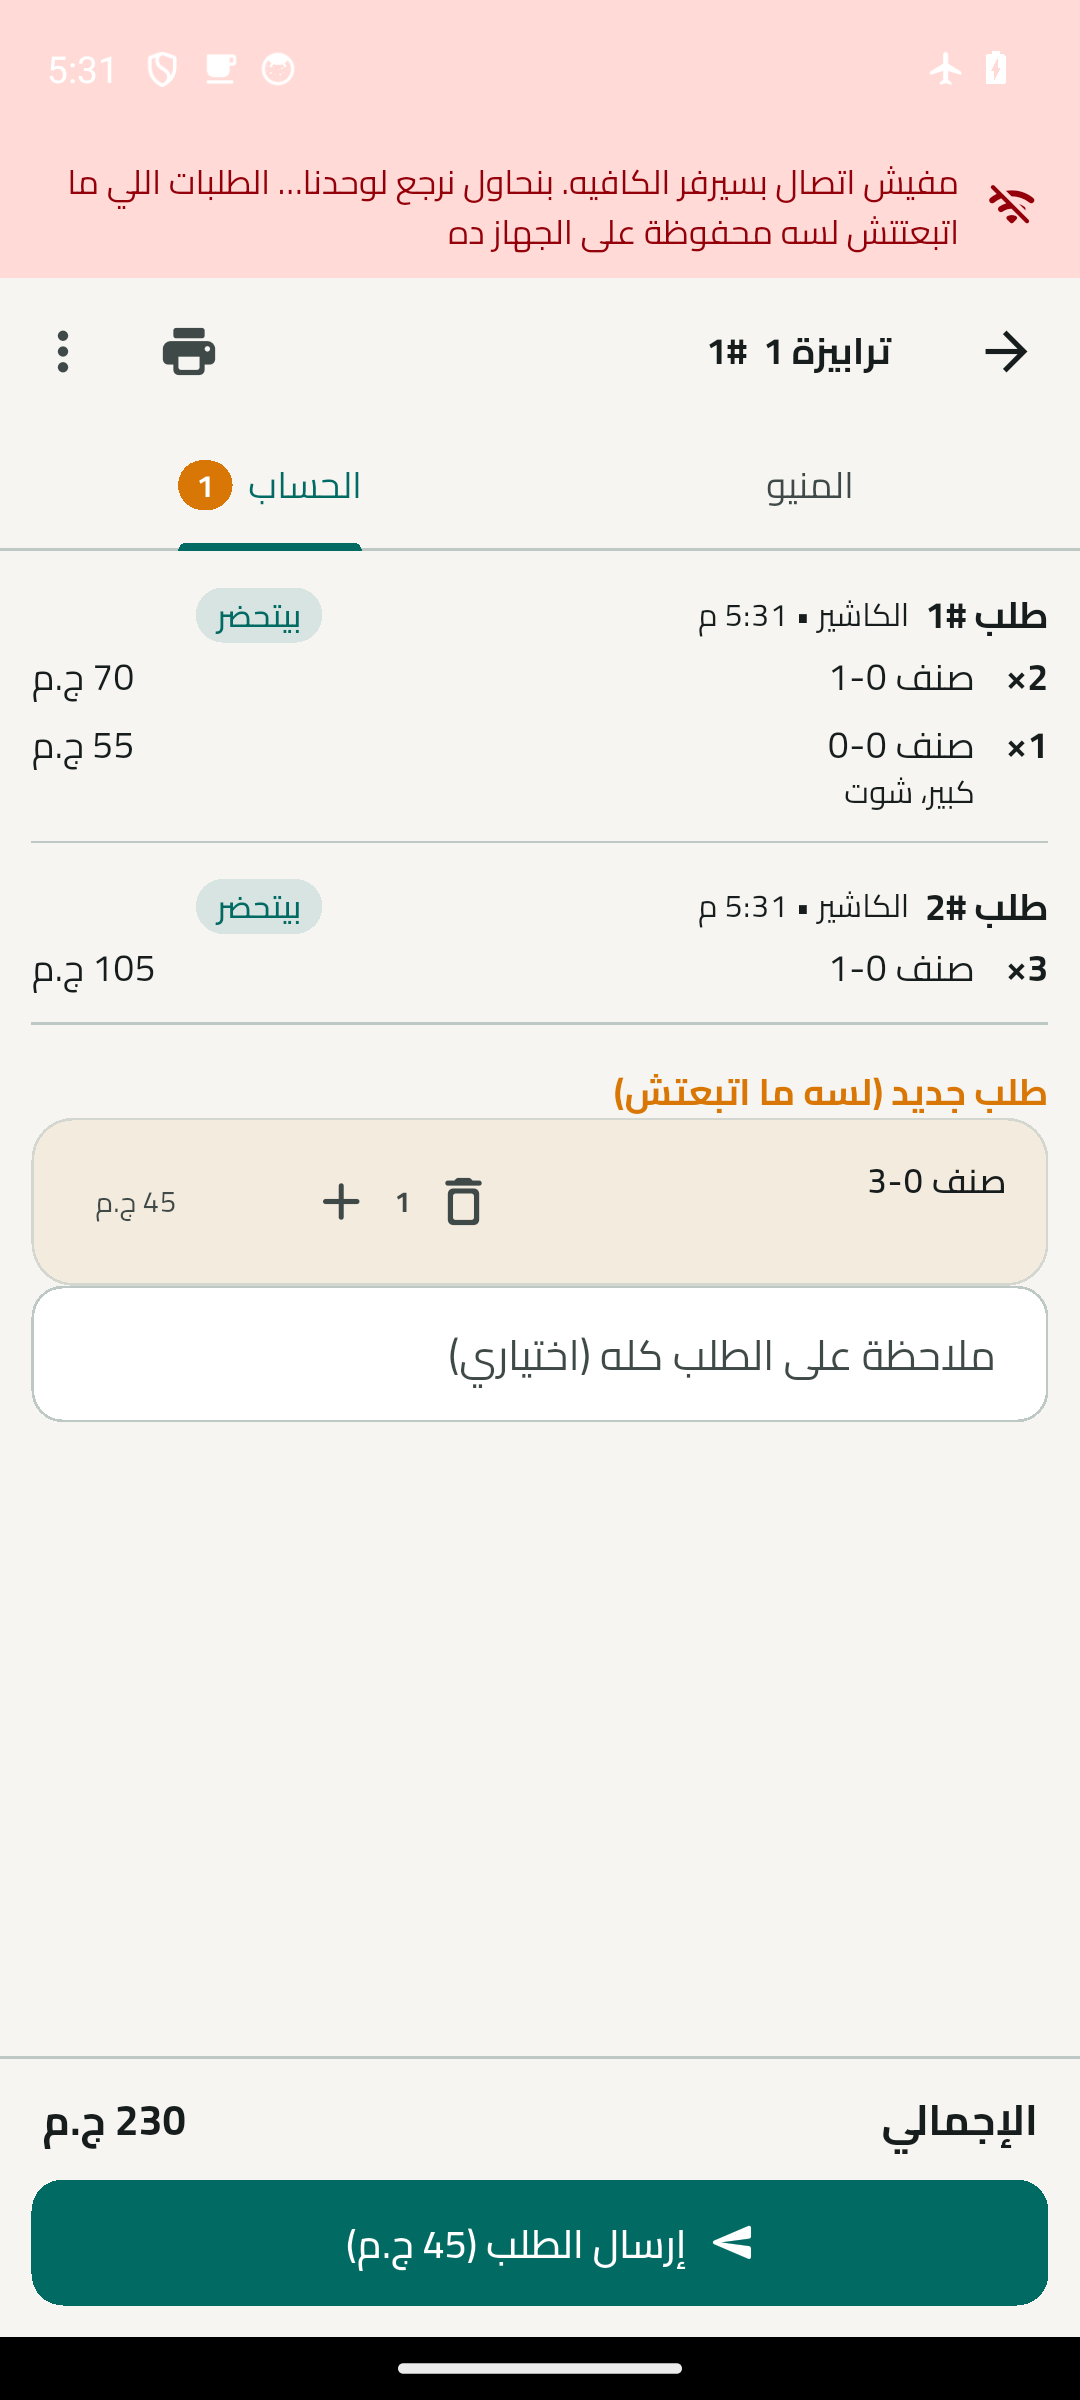 5:31
مفيش اتصال بسيرفر الكافيه. بنحاول نرجع لوحدنا... الطلبات اللي ما
اتبعتتش لسه محفوظة على الجهاز ده
ترابيزة 1 #1
المنيو
الحساب 1
طلب #1 الكاشير ▪ 5:31 م بيتحضر
×2 صنف 0-1 70 ج.م
×1 صنف 0-0 55 ج.م
كبير، شوت
طلب #2 الكاشير ▪ 5:31 م بيتحضر
×3 صنف 0-1 105 ج.م
طلب جديد (لسه ما اتبعتش)
صنف 0-3 1 45 ج.م
ملاحظة على الطلب كله (اختياري)
الإجمالي 230 ج.م
إرسال الطلب (45 ج.م)